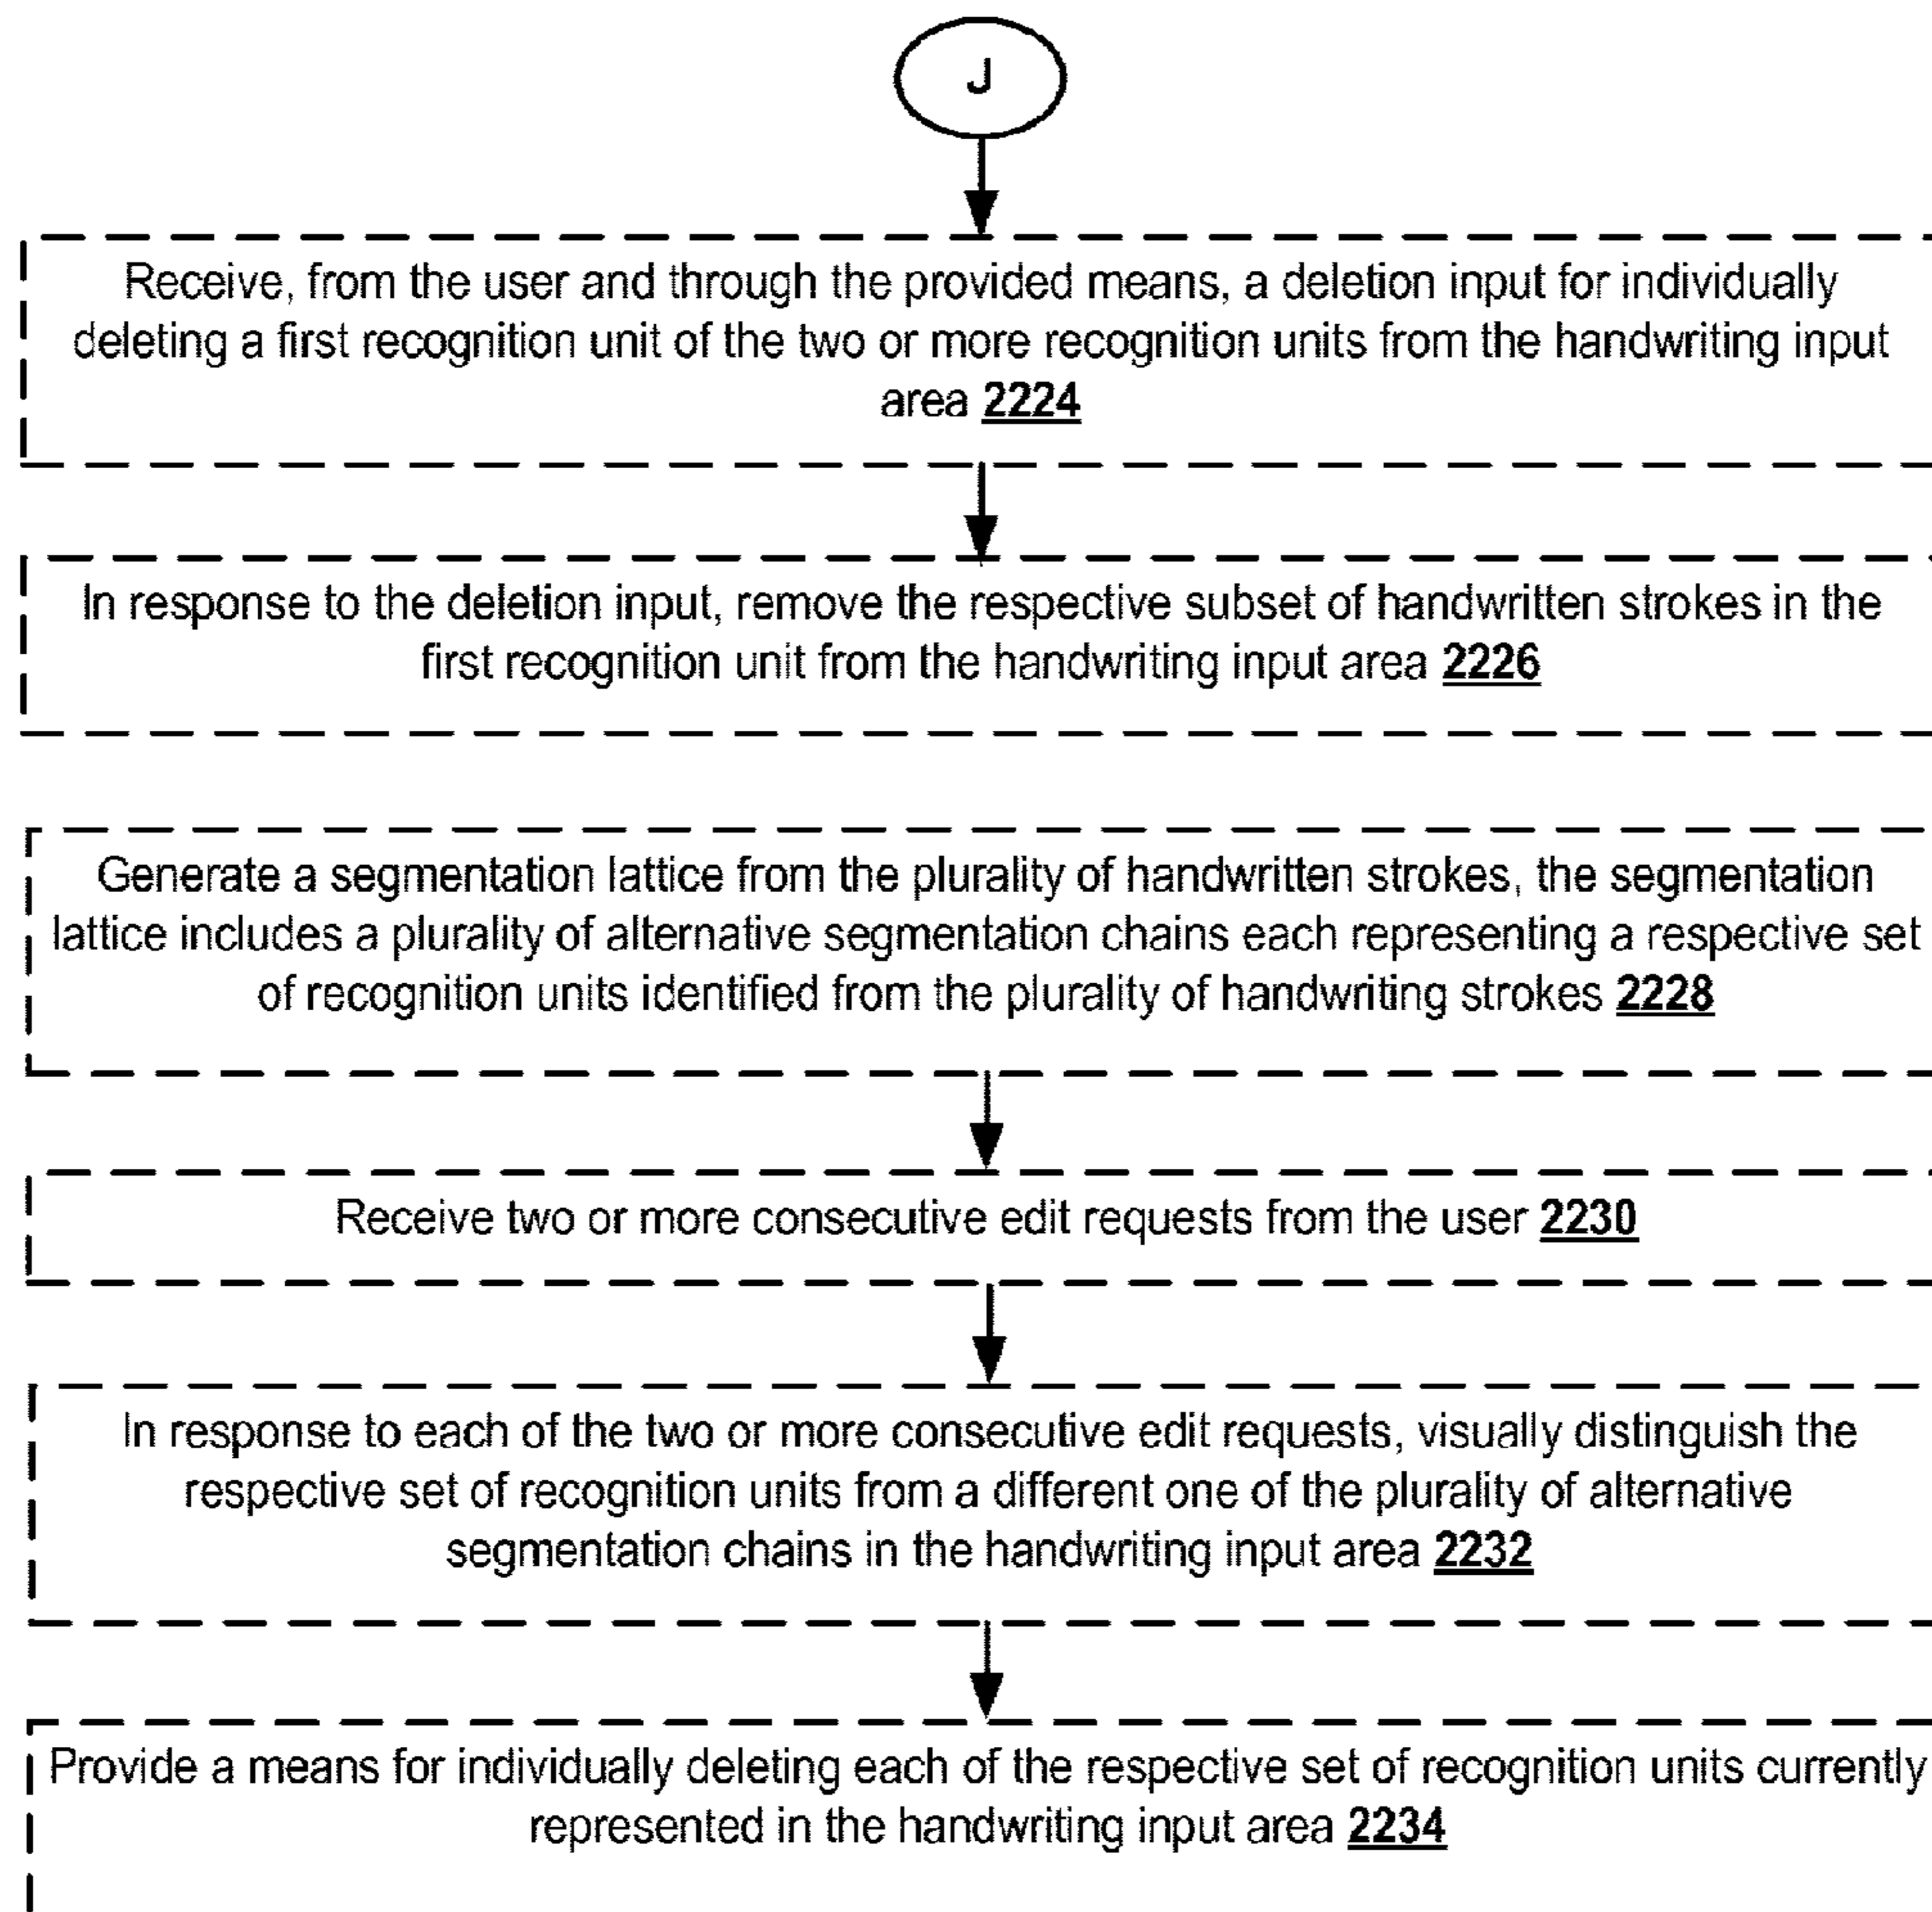 J
Receive, from the user and through the provided means, a deletion input for individually
deleting a first recognition unit of the two or more recognition units from the handwriting input
area 2224
In response to the deletion input, remove the respective subset of handwritten strokes in the
first recognition unit from the handwriting input area 2226
Generate a segmentation lattice from the plurality of handwritten strokes, the segmentation
lattice includes a plurality of alternative segmentation chains each representing a respective set
of recognition units identified from the plurality of handwriting strokes 2228
Receive two or more consecutive edit requests from the user 2230
In response to each of the two or more consecutive edit requests, visually distinguish the
respective set of recognition units from a different one of the plurality of alternative
segmentation chains in the handwriting input area 2232
Provide a means for individually deleting each of the respective set of recognition units currently
represented in the handwriting input area 2234